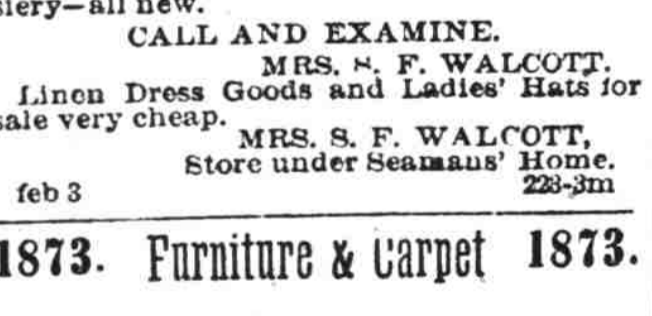 siery—all new.
CALL AND EXAMINE.
MRS. S. F. WALCOTT.
Linen Dress Goods and Ladies' Hats for
sale very cheap.
MRS. S. F. WALCOTT,
Store under Seamans' Home.
feb 3 223-3m
1873. Furniture & Carpet 1873.